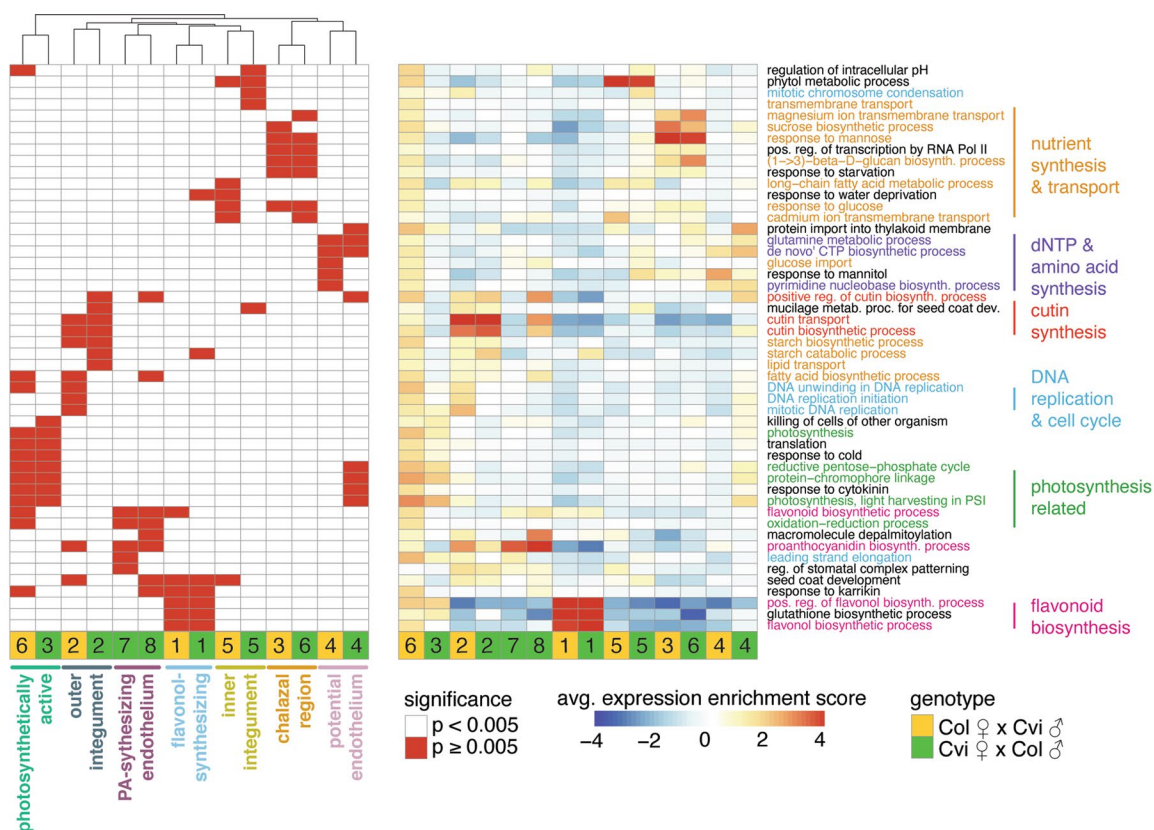 regulation of intracellular pH
phytol metabolic process
mitotic chromosome condensation
transmembrane transport
magnesium ion transmembrane transport
sucrose biosynthetic process
response to mannose
pos. reg. of transcription by RNA Pol II
(1->3)-beta-D-glucan biosynth. process
response to starvation
long-chain fatty acid metabolic process
response to water deprivation
response to glucose
cadmium ion transmembrane transport
protein import into thylakoid membrane
glutamine metabolic process
de novo' CTP biosynthetic process
glucose import
response to mannitol
pyrimidine nucleobase biosynth. process
positive reg. of cutin biosynth. process
mucilage metab. proc. for seed coat dev.
cutin transport
cutin biosynthetic process
starch biosynthetic process
starch catabolic process
lipid transport
fatty acid biosynthetic process
DNA unwinding in DNA replication
DNA replication initiation
mitotic DNA replication
killing of cells of other organism
photosynthesis
translation
response to cold
reductive pentose-phosphate cycle
protein-chromophore linkage
response to cytokinin
photosynthesis, light harvesting in PSI
flavonoid biosynthetic process
oxidation-reduction process
macromolecule depalmitoylation
proanthocyanidin biosynth. process
leading strand elongation
reg. of stomatal complex patterning
seed coat development
response to karrikin
pos. reg. of flavonol biosynth. process
glutathione biosynthetic process
flavonol biosynthetic process
nutrient
synthesis
& transport
dNTP &
amino acid
synthesis
cutin
synthesis
DNA
replication
& cell cycle
photosynthesis
related
flavonoid
biosynthesis
6 3 2 2 7 8 1 1 5 5 3 6 4 4
6 3 2 2 7 8 1 1 5 5 3 6 4 4
photosynthetically
active
outer
integument
PA-sythesizing
endothelium
flavonol-
synthesizing
inner
integument
chalazal
region
potential
endothelium
significance
p < 0.005
p ≥ 0.005
avg. expression enrichment score
−4 −2 0 2 4
genotype
Col ♀ x Cvi ♂
Cvi ♀ x Col ♂